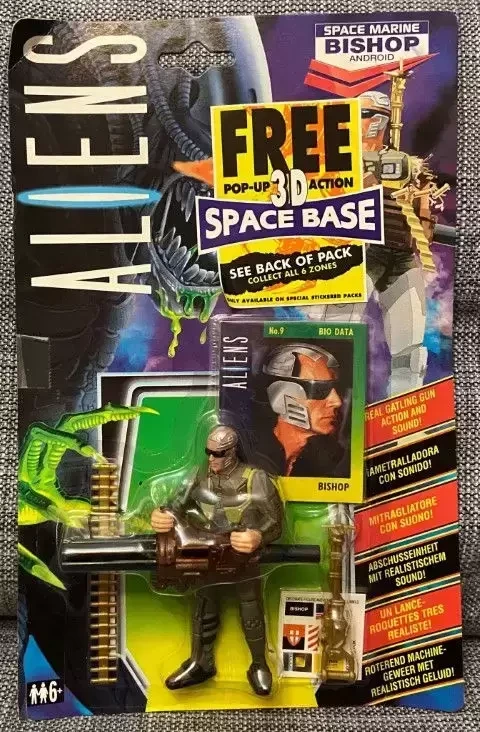 ALIENS
SPACE MARINE
BISHOP
ANDROID
FREE
POP-UP 3D ACTION
SPACE BASE
SEE BACK OF PACK
COLLECT ALL 6 ZONES
ONLY AVAILABLE ON SPECIAL STICKERED PACKS
No.9 BIO DATA
ALIENS
BISHOP
REAL GATLING GUN
ACTION AND
SOUND!
¡AMETRALLADORA
CON SONIDO!
MITRAGLIATORE
CON SUONO!
ABSCHUSSEINHEIT
MIT REALISTISCHEM
SOUND!
UN LANCE-
ROQUETTES TRES
REALISTE!
ROTEREND MACHINE-
GEWEER MET
REALISTISCH GELUID!
BISHOP
6+